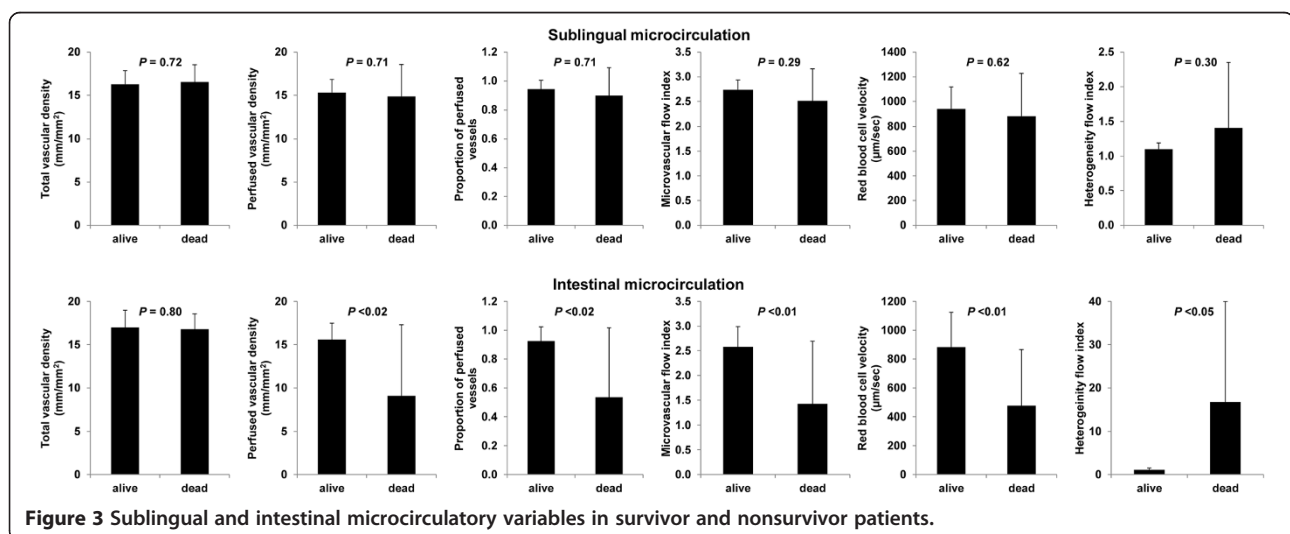 Sublingual microcirculation
Total vascular density
(mm/mm²)
20
15
10
5
0
P = 0.72
alive dead
Perfused vascular density
(mm/mm²)
20
15
10
5
0
P = 0.71
alive dead
Proportion of perfused
vessels
1.2
1.0
0.8
0.6
0.4
0.2
0.0
P = 0.71
alive dead
Microvascular flow index
3.5
3.0
2.5
2.0
1.5
1.0
0.5
0.0
P = 0.29
alive dead
Red blood cell velocity
(µm/sec)
1400
1200
1000
800
600
400
200
0
P = 0.62
alive dead
Heterogeneity flow index
2.5
2.0
1.5
1.0
0.5
0.0
P = 0.30
alive dead
Intestinal microcirculation
Total vascular density
(mm/mm²)
20
15
10
5
0
P = 0.80
alive dead
Perfused vascular density
(mm/mm²)
20
15
10
5
0
P <0.02
alive dead
Proportion of perfused
vessels
1.2
1.0
0.8
0.6
0.4
0.2
0.0
P <0.02
alive dead
Microvascular flow index
3.5
3.0
2.5
2.0
1.5
1.0
0.5
0.0
P <0.01
alive dead
Red blood cell velocity
(µm/sec)
1200
1000
800
600
400
200
0
P <0.01
alive dead
Heterogeinity flow index
40
30
20
10
0
P <0.05
alive dead
Figure 3 Sublingual and intestinal microcirculatory variables in survivor and nonsurvivor patients.